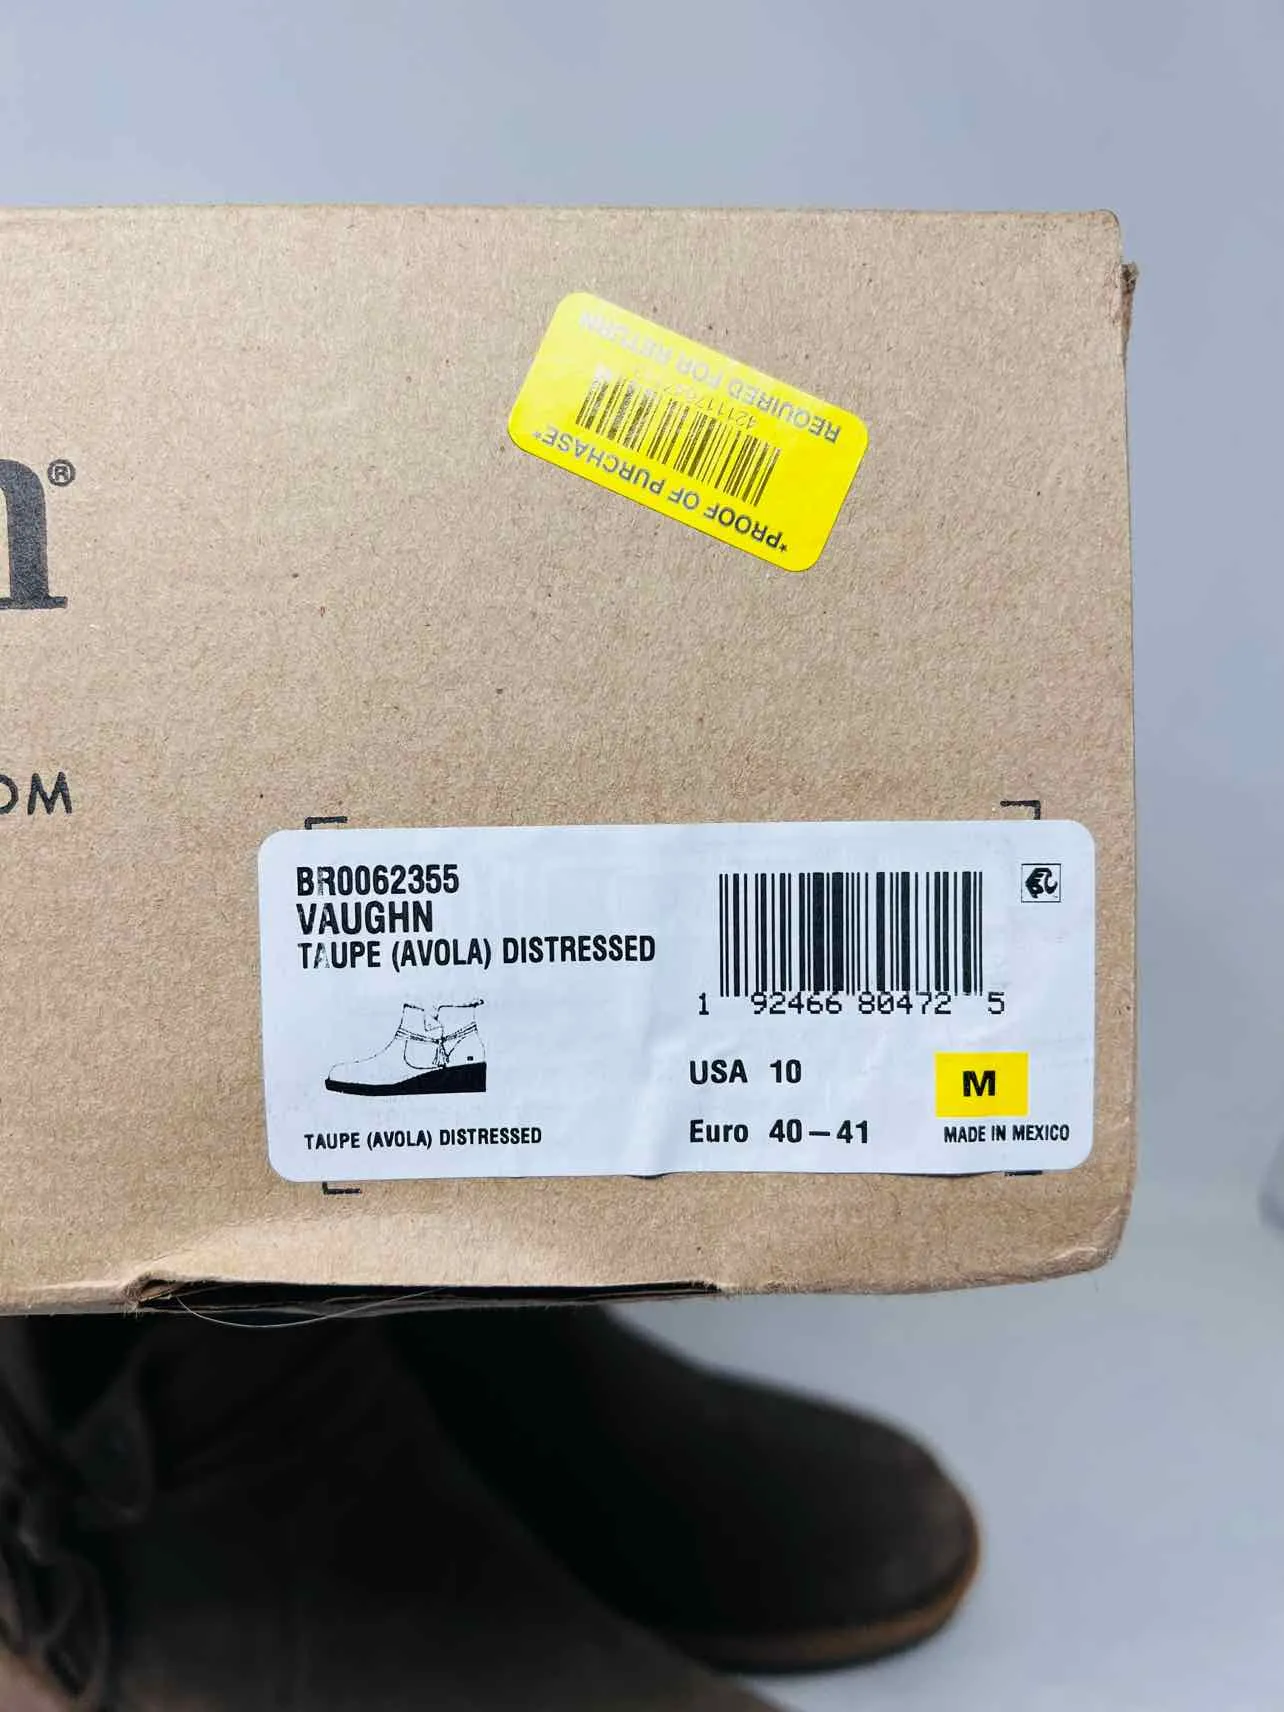 REQUIRED FOR RETURN
*PROOF OF PURCHASE*
n®
OM
BR0062355
VAUGHN
TAUPE (AVOLA) DISTRESSED
1 92466 80472 5
USA 10
M
Euro 40-41
MADE IN MEXICO
TAUPE (AVOLA) DISTRESSED